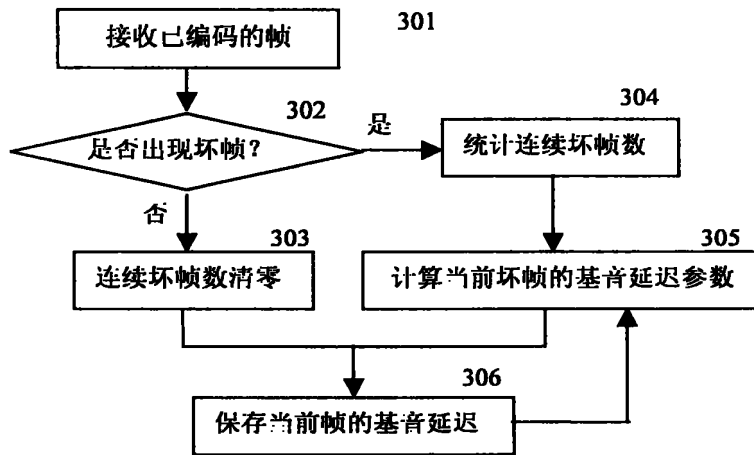 接收已编码的帧
301
302
是否出现坏帧?
是
304
统计连续坏帧数
否
303
连续坏帧数清零
305
计算当前坏帧的基音延迟参数
306
保存当前帧的基音延迟